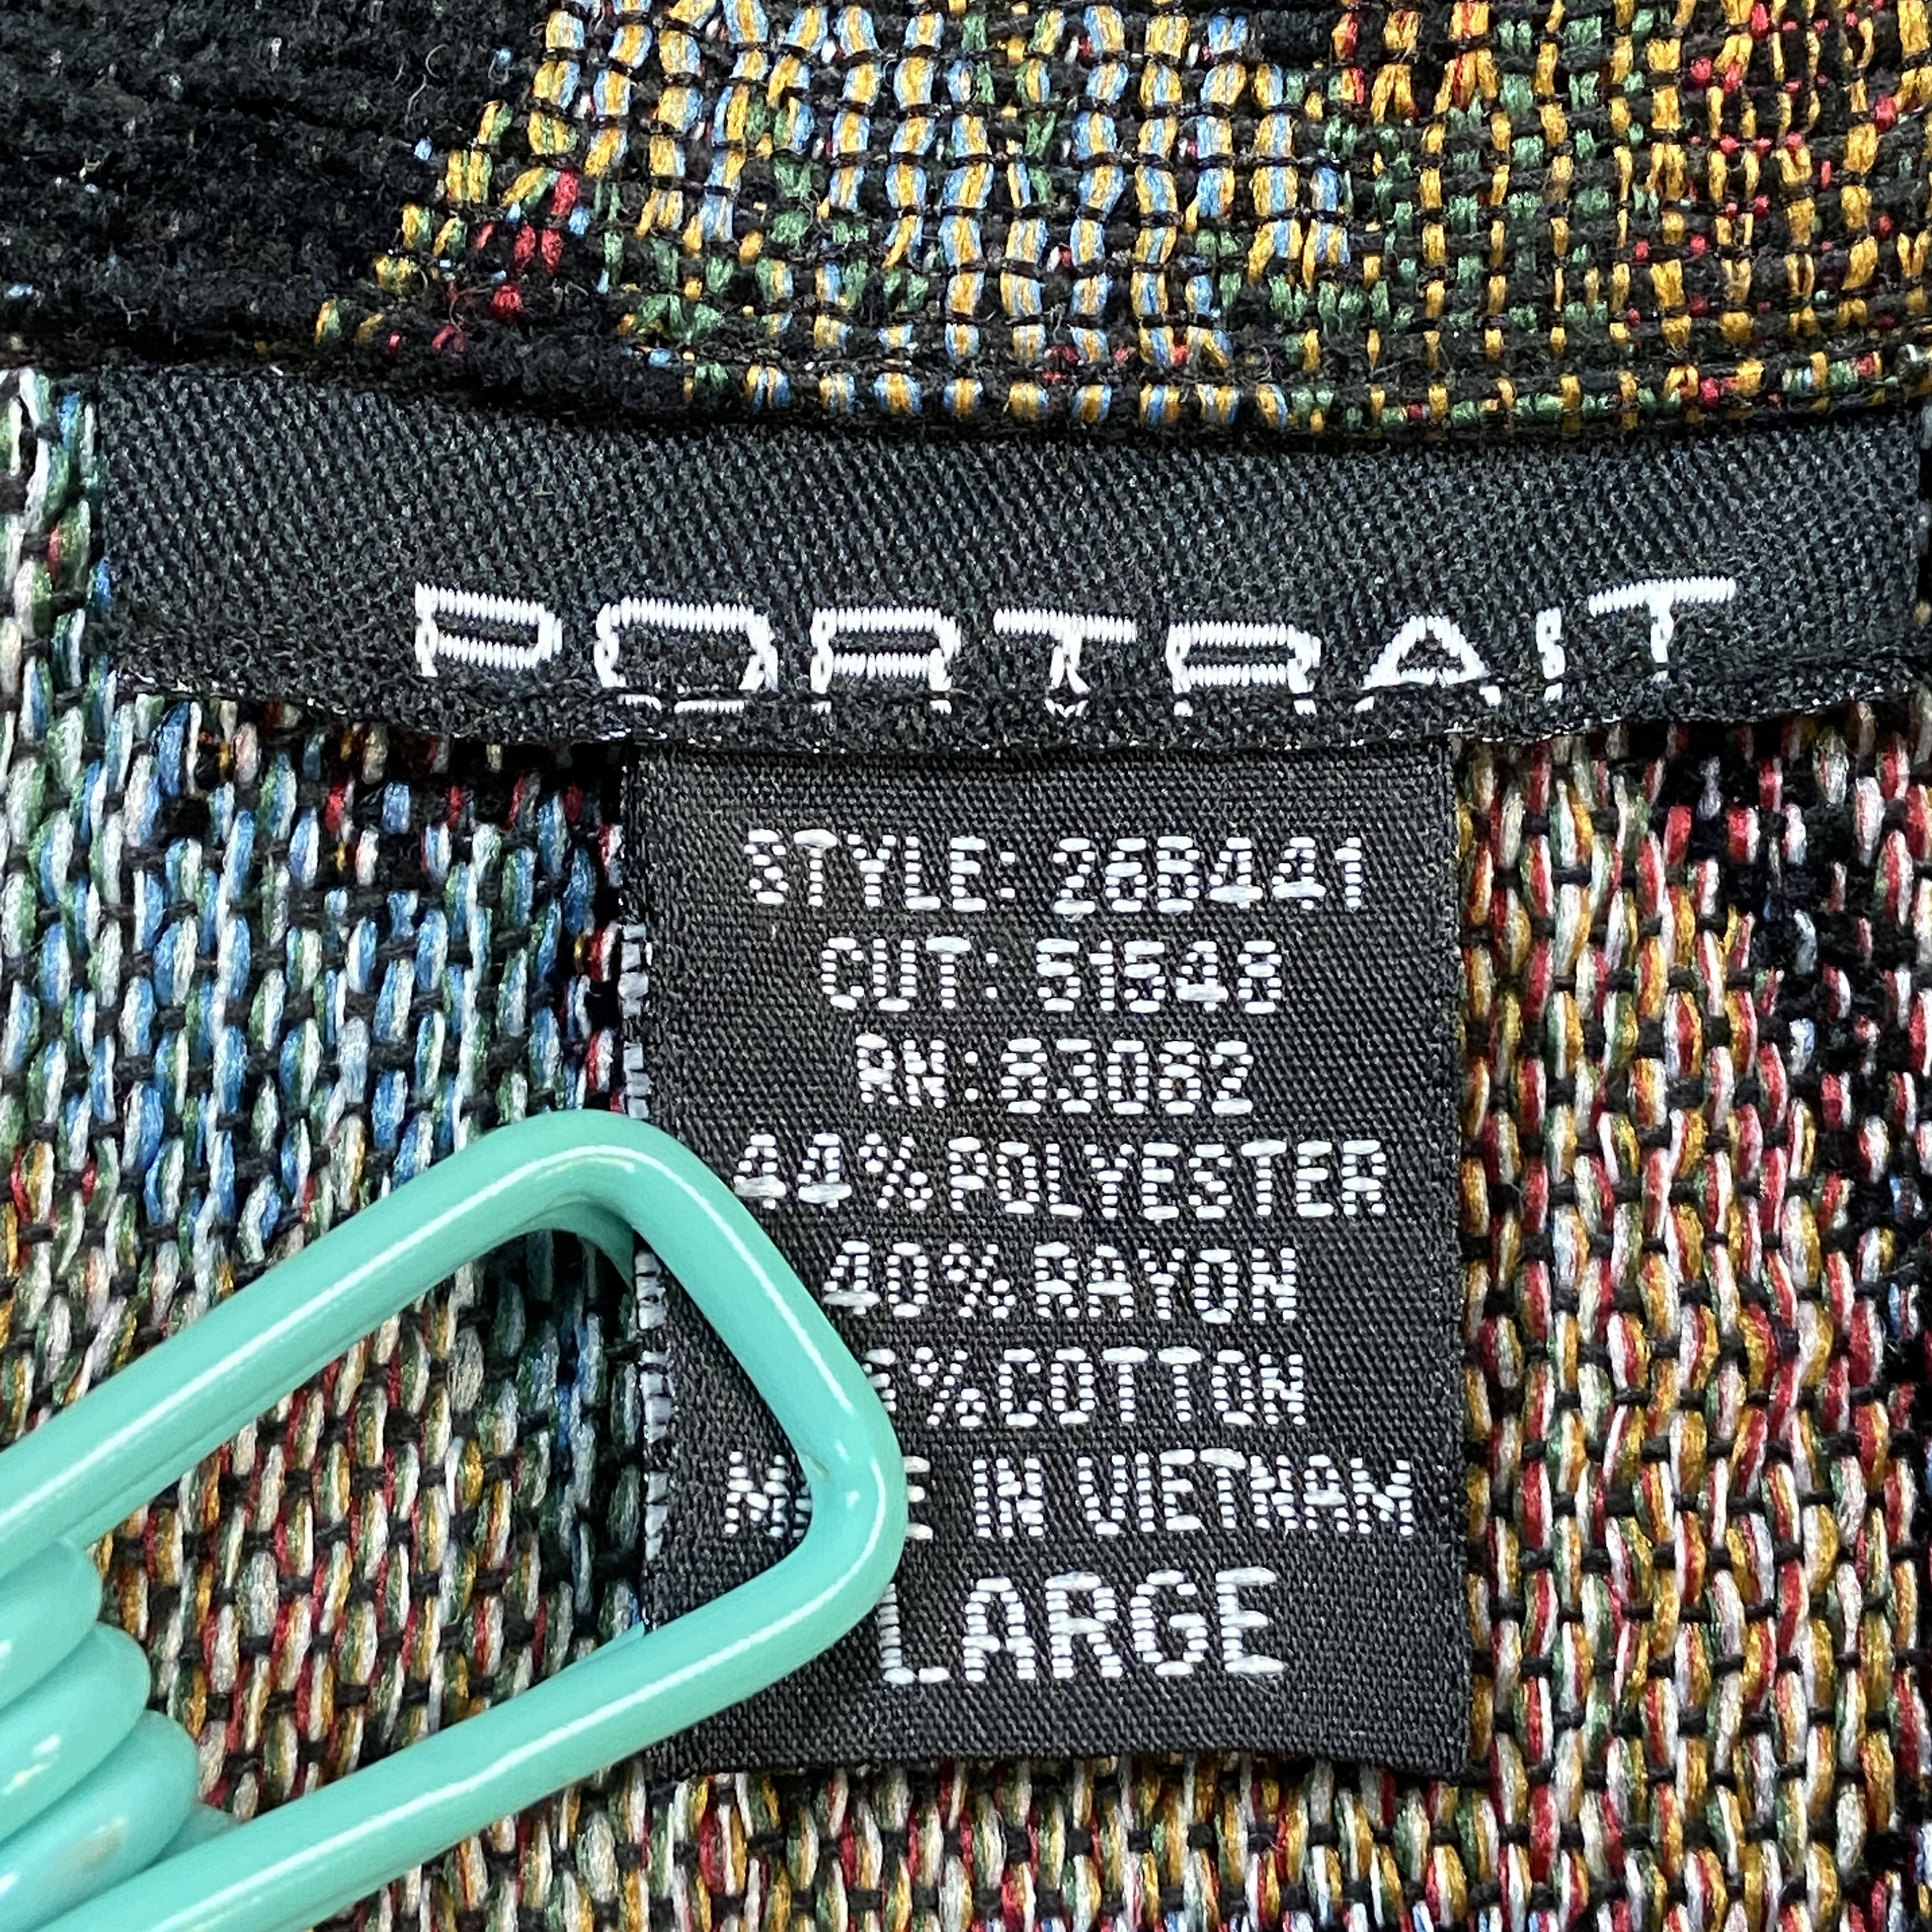 PORTRAIT
STYLE: 26B441
CUT: 51548
RN: 83082
44% POLYESTER
40% RAYON
% COTTON
IN VIETNAM
LARGE